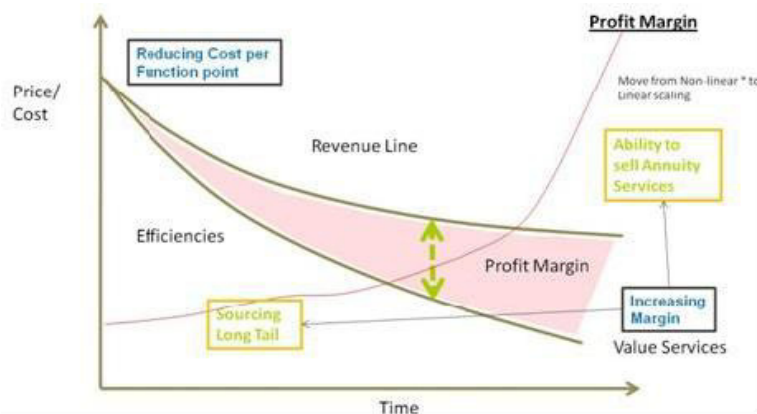 Profit Margin
Reducing Cost per
Function point
Price/
Cost
Move from Non-linear * to
Linear scaling
Revenue Line
Ability to
sell Annuity
Services
Efficiencies
Profit Margin
Sourcing
Long Tail
Increasing
Margin
Value Services
Time